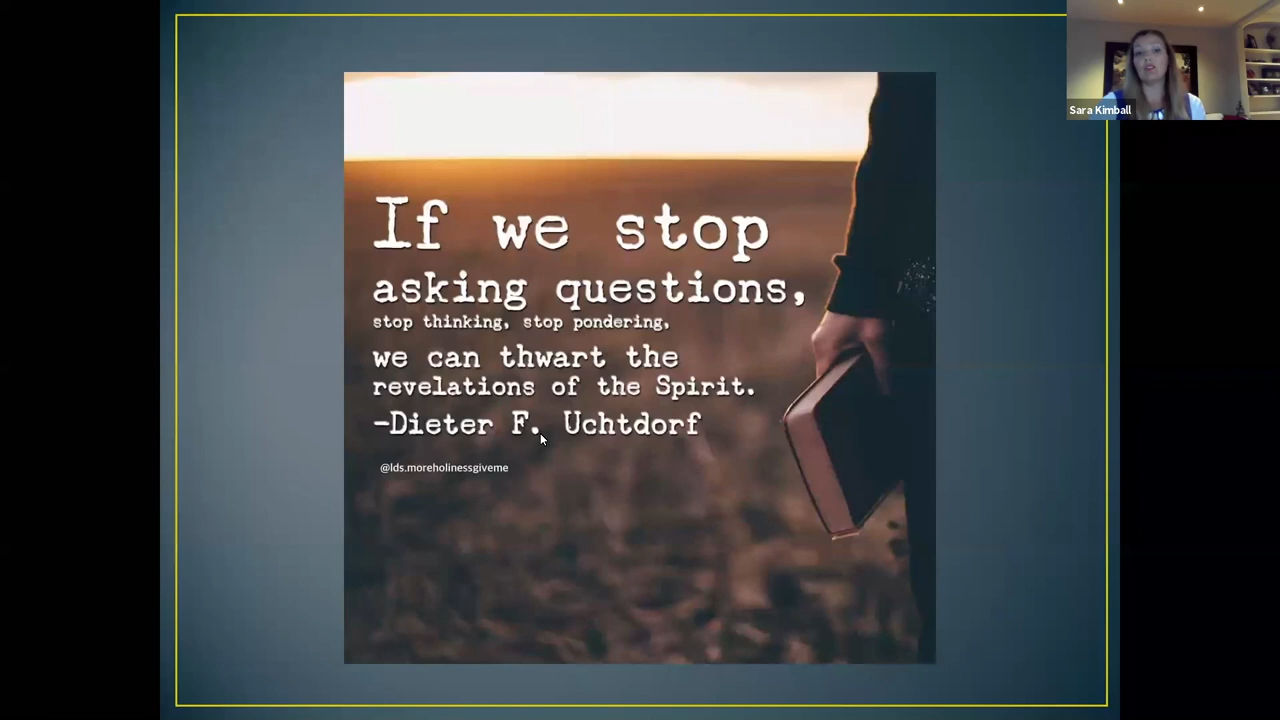 If we stop
asking questions,
stop thinking, stop pondering,
we can thwart the
revelations of the Spirit.
-Dieter F. Uchtdorf
@lds.moreholinessgiveme
Sara Kimball